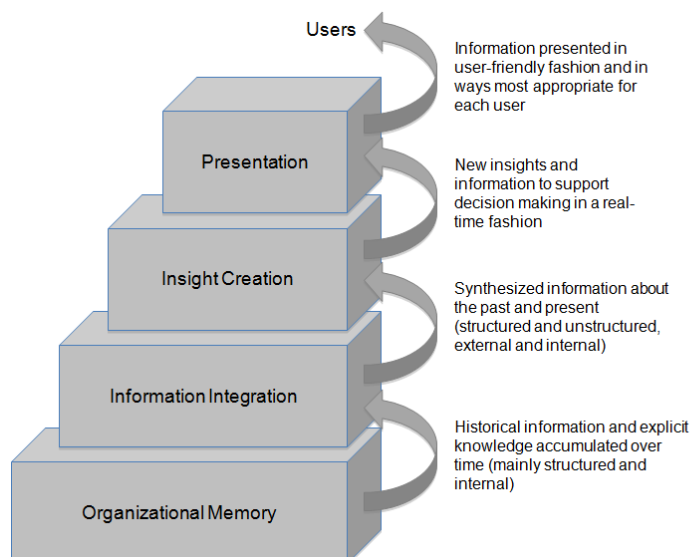 Users
Information presented in
user-friendly fashion and in
ways most appropriate for
each user
Presentation
New insights and
information to support
decision making in a real-
time fashion
Insight Creation
Synthesized information about
the past and present
(structured and unstructured,
external and internal)
Information Integration
Historical information and explicit
knowledge accumulated over
time (mainly structured and
internal)
Organizational Memory